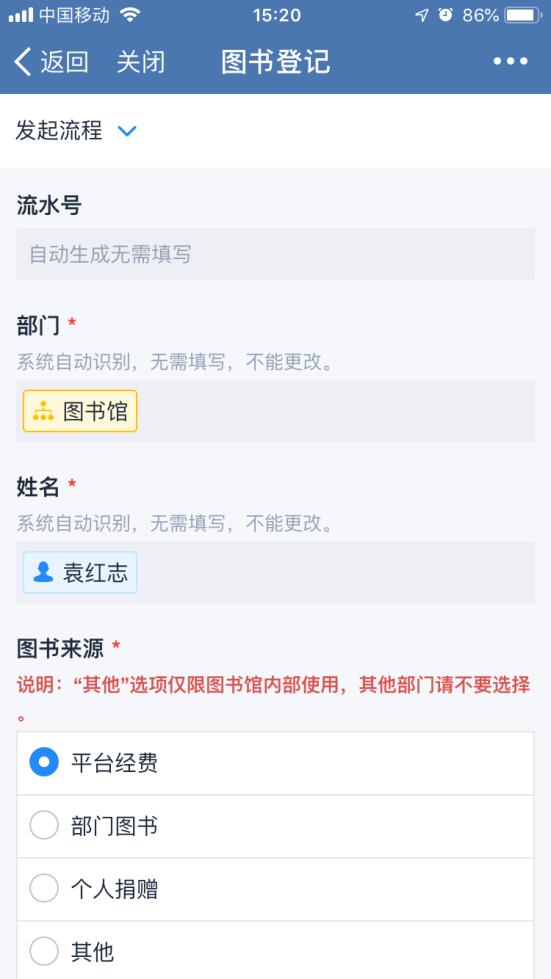 中国移动 15:20 86%
返回 关闭 图书登记
发起流程
流水号
自动生成无需填写
部门 *
系统自动识别，无需填写，不能更改。
图书馆
姓名 *
系统自动识别，无需填写，不能更改。
袁红志
图书来源 *
说明：“其他”选项仅限图书馆内部使用，其他部门请不要选择
。
平台经费
部门图书
个人捐赠
其他